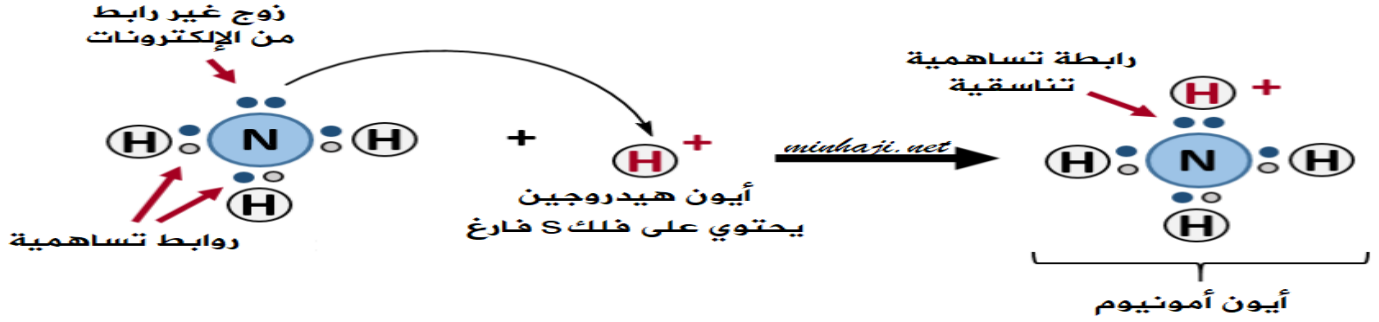 زوج غير رابط
من الإلكترونات
H
N
H
H
روابط تساهمية
+
H+
أيون هيدروجين
يحتوي على فلك S فارغ
minhaji.net
رابطة تساهمية
تناسقية
H+
H
N
H
H
أيون أمونيوم